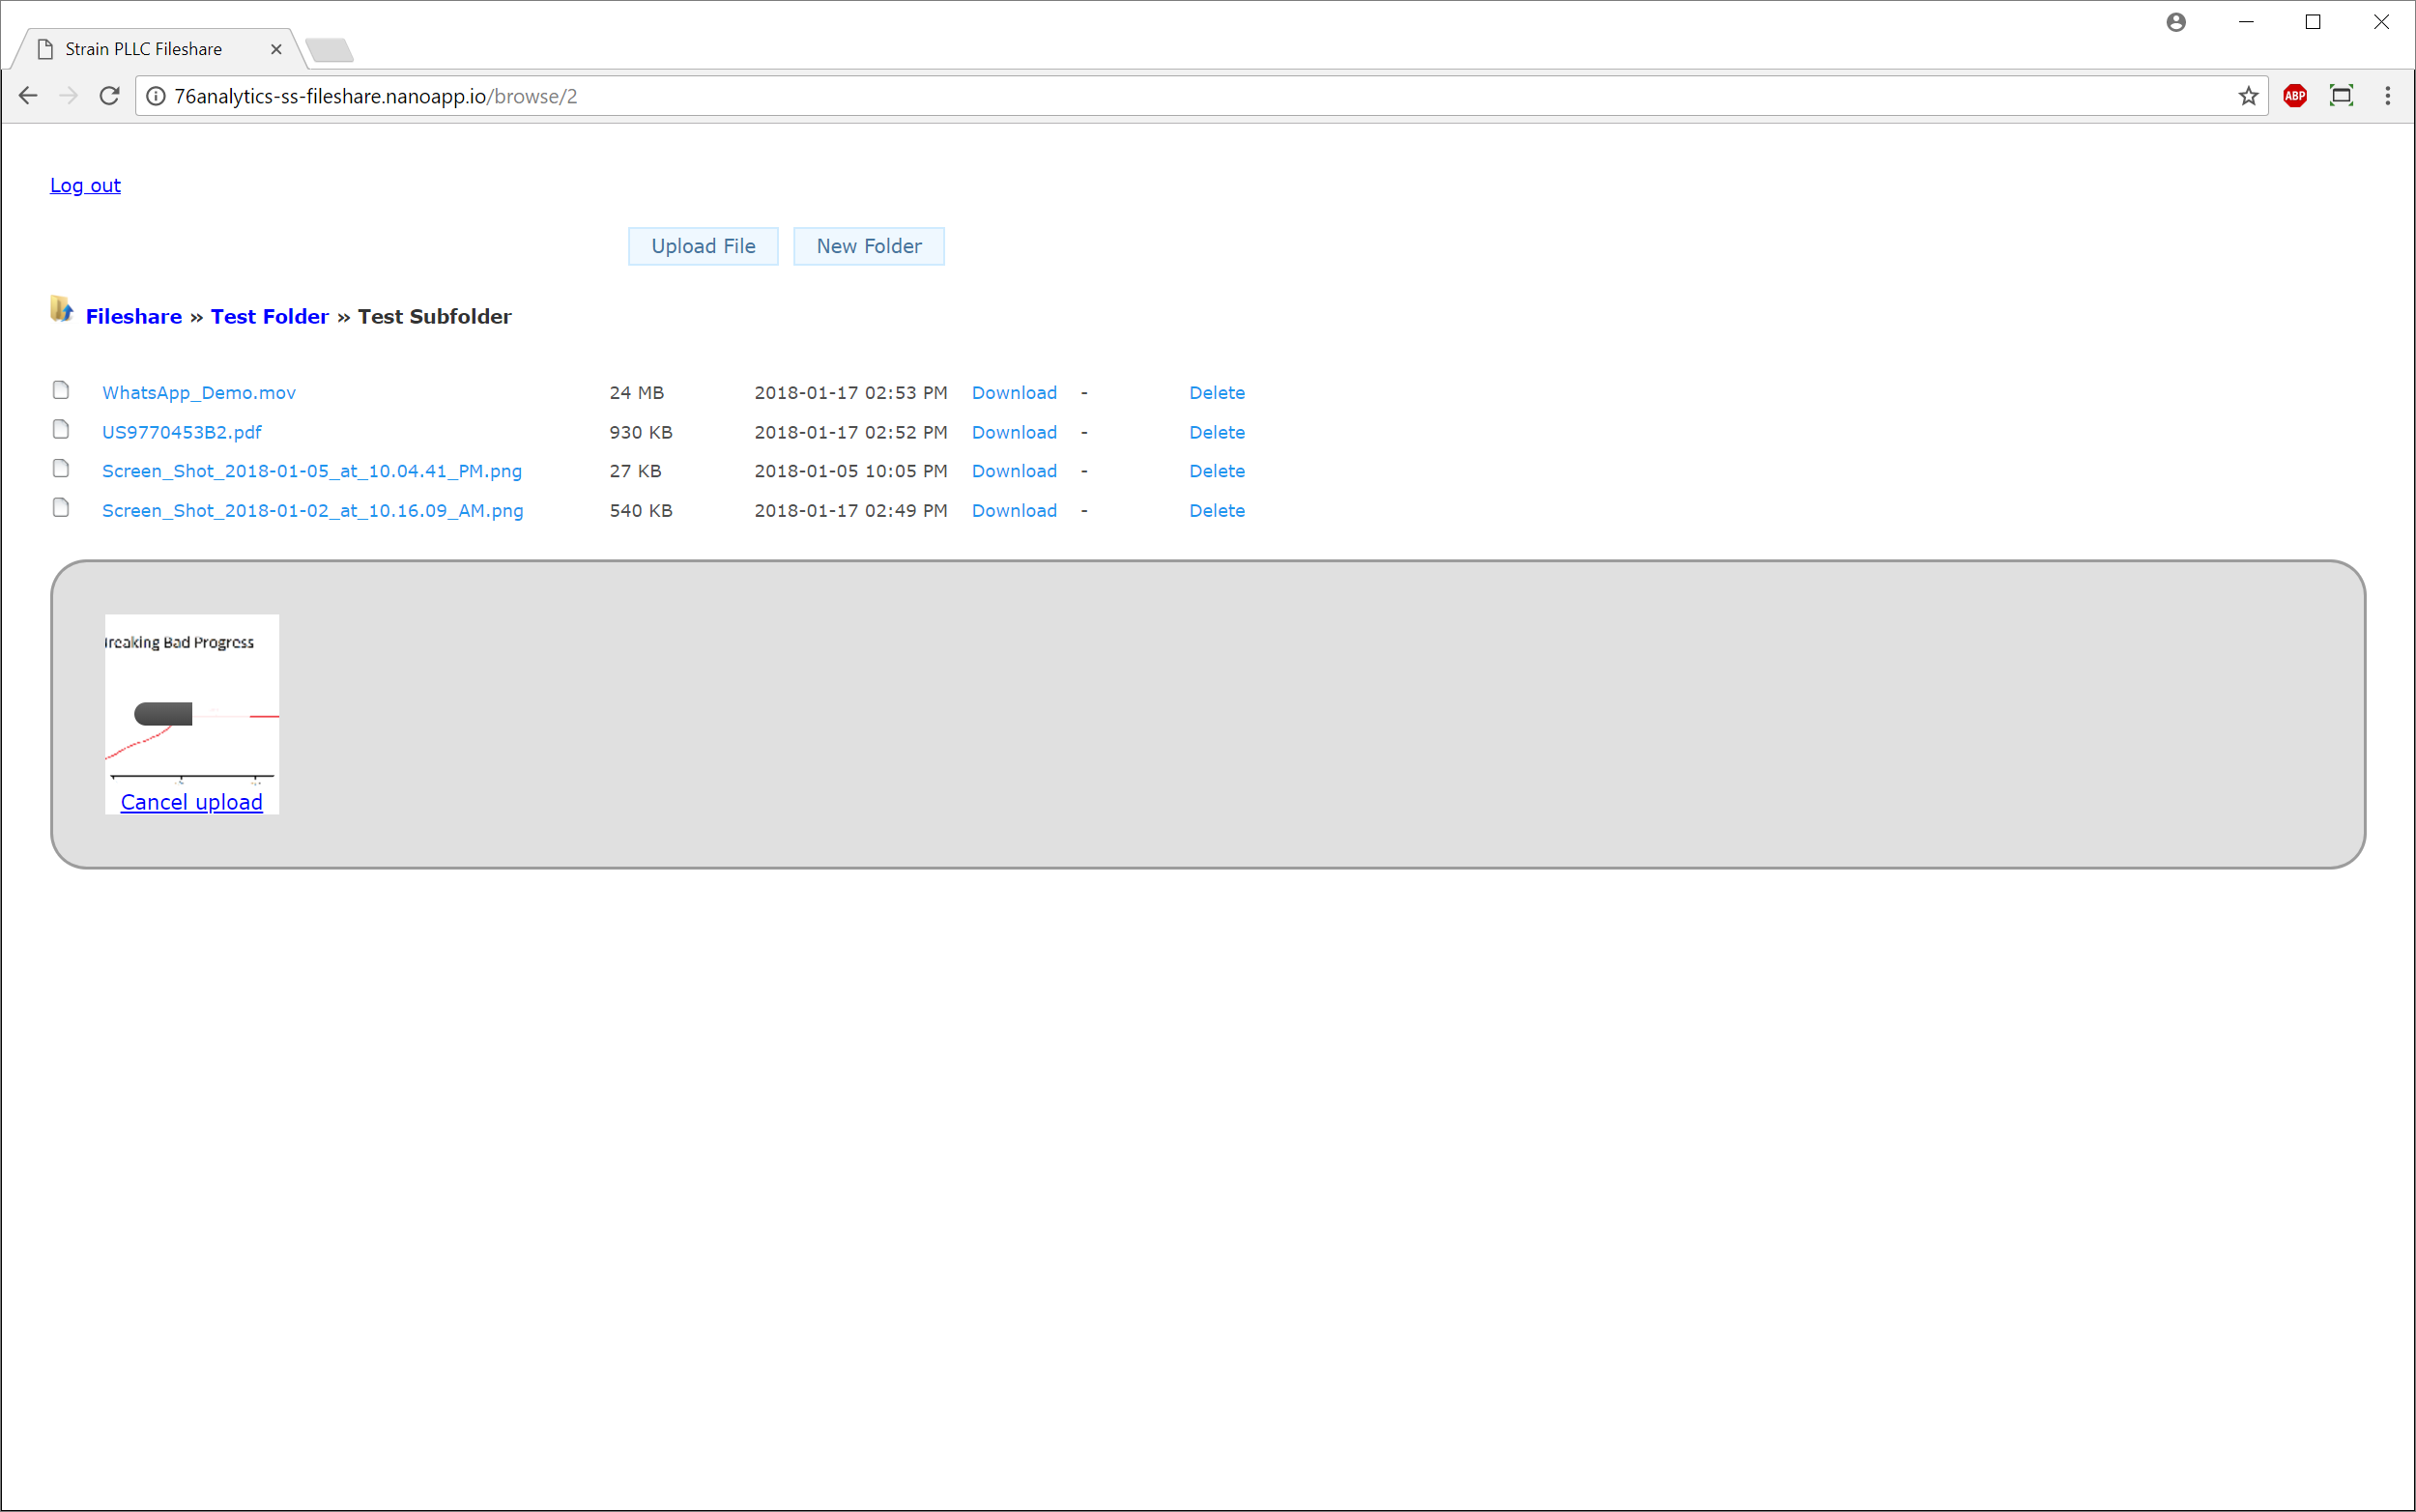 Strain PLLC Fileshare
76analytics-ss-fileshare.nanoapp.io/browse/2
ABP
Log out
Upload File New Folder
Fileshare » Test Folder » Test Subfolder
WhatsApp_Demo.mov 24 MB 2018-01-17 02:53 PM Download - Delete
US9770453B2.pdf 930 KB 2018-01-17 02:52 PM Download - Delete
Screen_Shot_2018-01-05_at_10.04.41_PM.png 27 KB 2018-01-05 10:05 PM Download - Delete
Screen_Shot_2018-01-02_at_10.16.09_AM.png 540 KB 2018-01-17 02:49 PM Download - Delete
reaking Bad Progress
Cancel upload